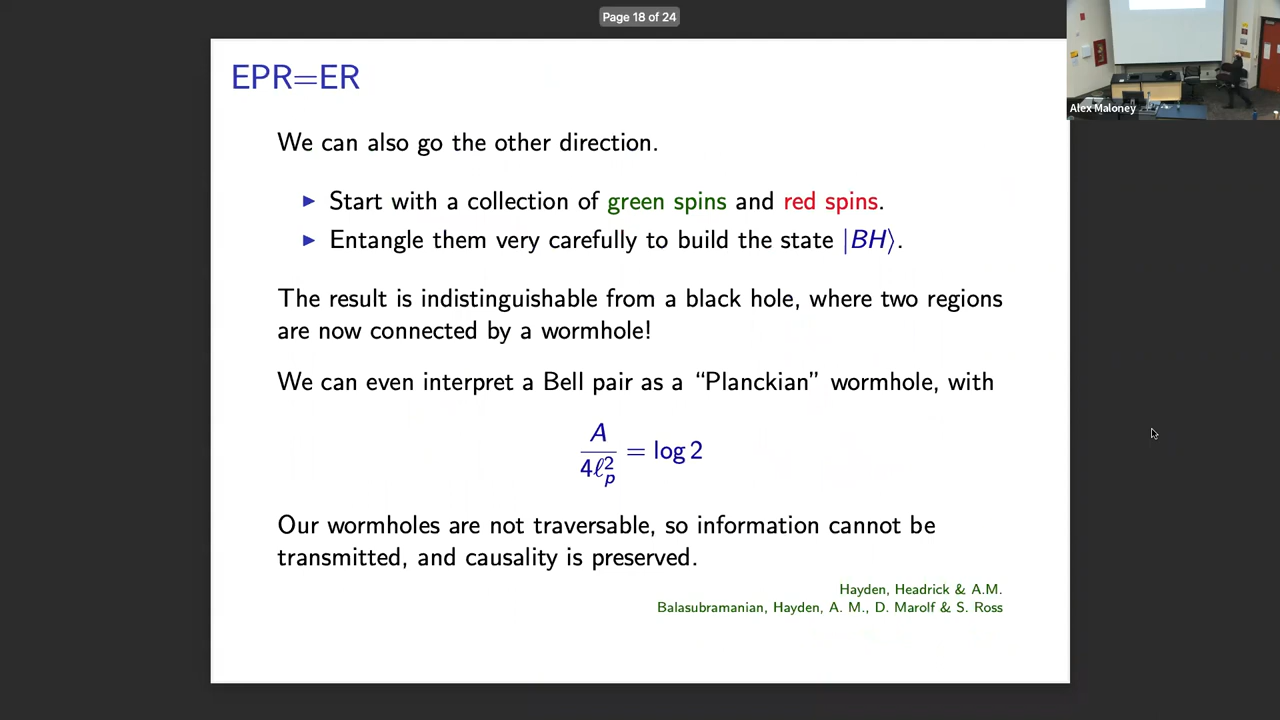 Page 18 of 24
Alex Maloney
EPR=ER
We can also go the other direction.
▶ Start with a collection of green spins and red spins.
▶ Entangle them very carefully to build the state |BH⟩.
The result is indistinguishable from a black hole, where two regions
are now connected by a wormhole!
We can even interpret a Bell pair as a “Planckian” wormhole, with
A/4ℓ_p^2 = log 2
Our wormholes are not traversable, so information cannot be
transmitted, and causality is preserved.
Hayden, Headrick & A.M.
Balasubramanian, Hayden, A. M., D. Marolf & S. Ross